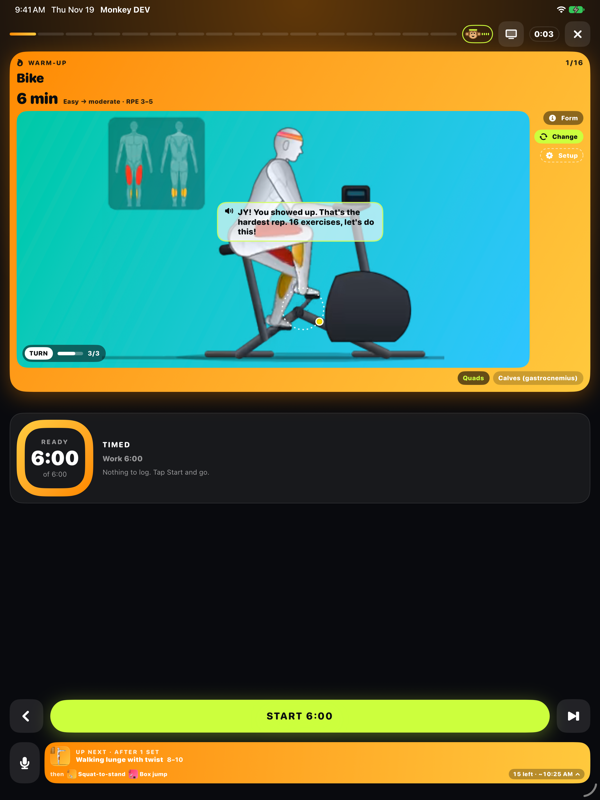 9:41 AM Thu Nov 19 Monkey DEV
0:03
WARM-UP
1/16
Bike
6 min Easy → moderate · RPE 3–5
Form
Change
Setup
JY! You showed up. That's the
hardest rep. 16 exercises, let's do
this!
TURN 3/3
Quads
Calves (gastrocnemius)
READY
6:00
of 6:00
TIMED
Work 6:00
Nothing to log. Tap Start and go.
START 6:00
UP NEXT · AFTER 1 SET
Walking lunge with twist 8–10
then Squat-to-stand Box jump
15 left · ~10:25 AM